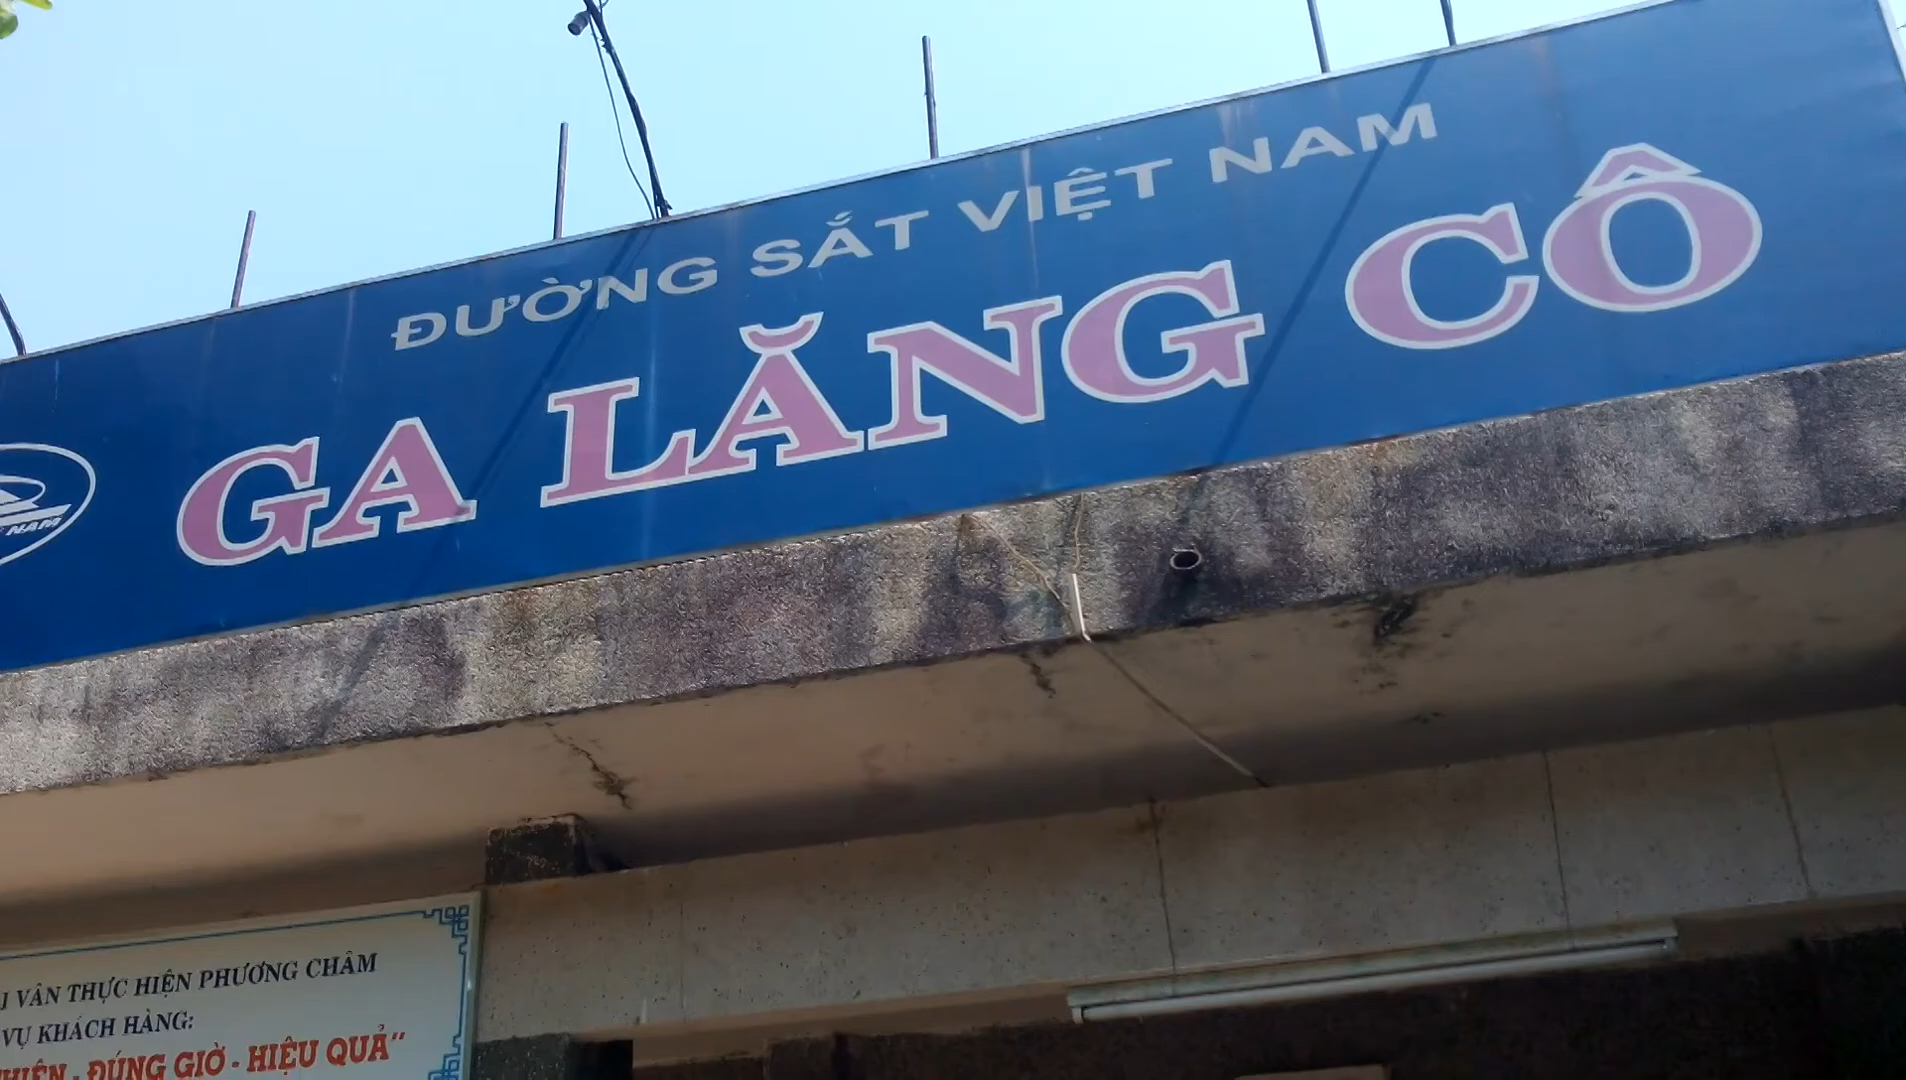 ĐƯỜNG SẮT VIỆT NAM
GA LĂNG CÔ
NAM
VÂN THỰC HIỆN PHƯƠNG CHÂM
VỤ KHÁCH HÀNG:
- ĐÚNG GIỜ - HIỆU QUẢ"